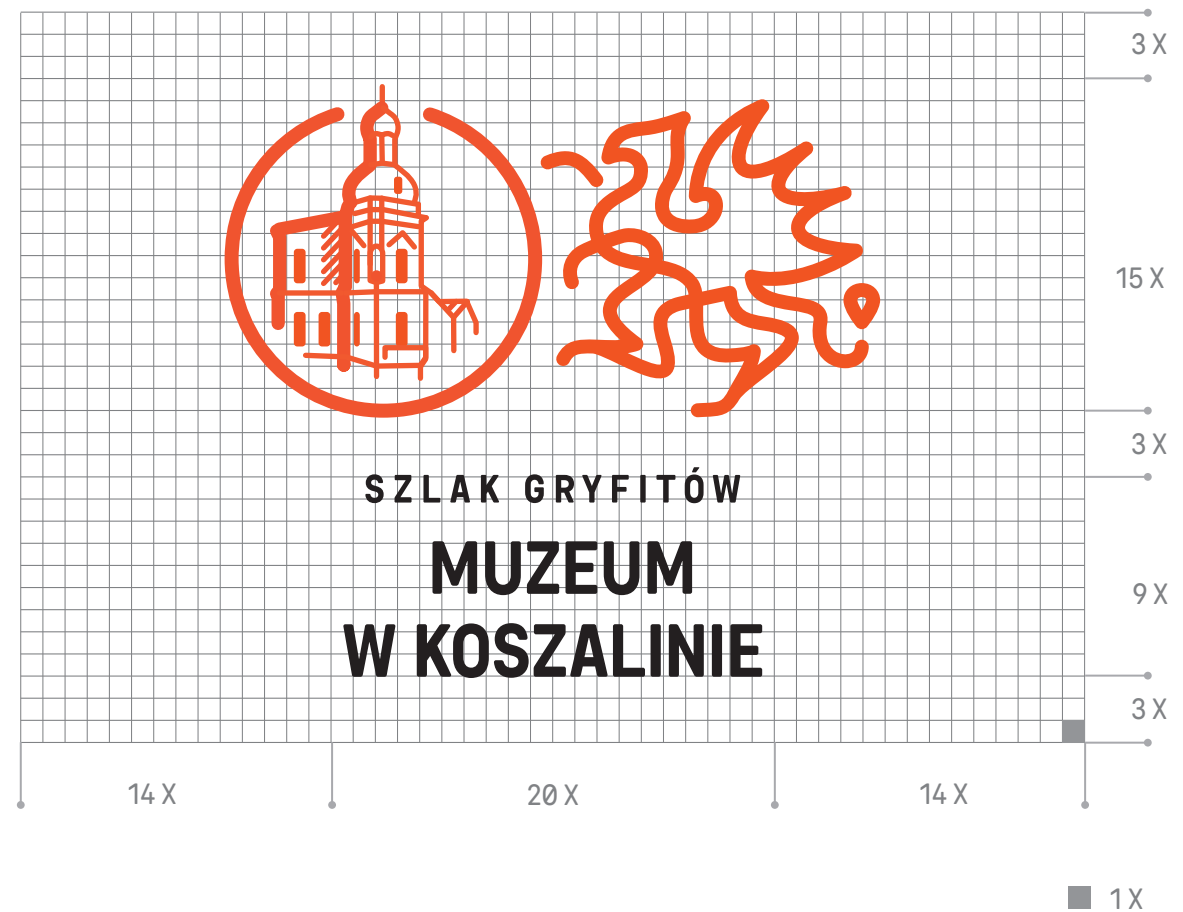 3 X
15 X
3 X
SZLAK GRYFITÓW
MUZEUM
W KOSZALINIE
9 X
3 X
14 X
20 X
14 X
1 X